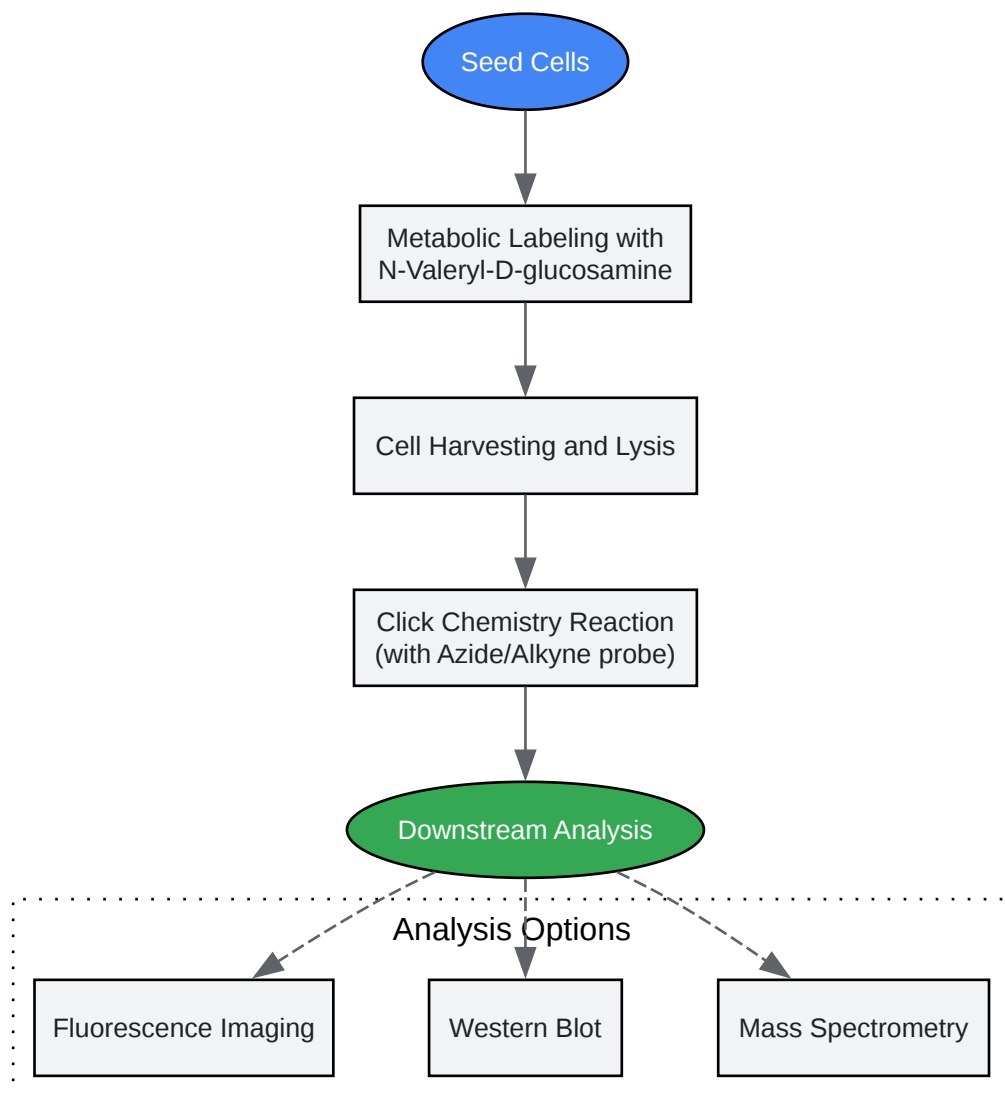 Seed Cells
Metabolic Labeling with
N-Valeryl-D-glucosamine
Cell Harvesting and Lysis
Click Chemistry Reaction
(with Azide/Alkyne probe)
Downstream Analysis
Analysis Options
Fluorescence Imaging
Western Blot
Mass Spectrometry